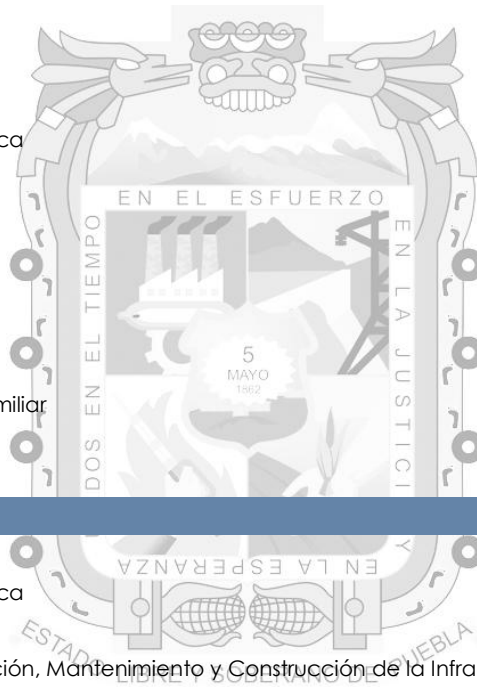 ca
EN EL ESFUERZO
EN LA JUSTICI
EN EL TIEMPO
DOS
5
MAYO
1862
miliar
EN LA ESPERANZA
ca
ESTADO LIBRE Y SOBERANO DE PUEBLA
ción, Mantenimiento y Construcción de la Infra